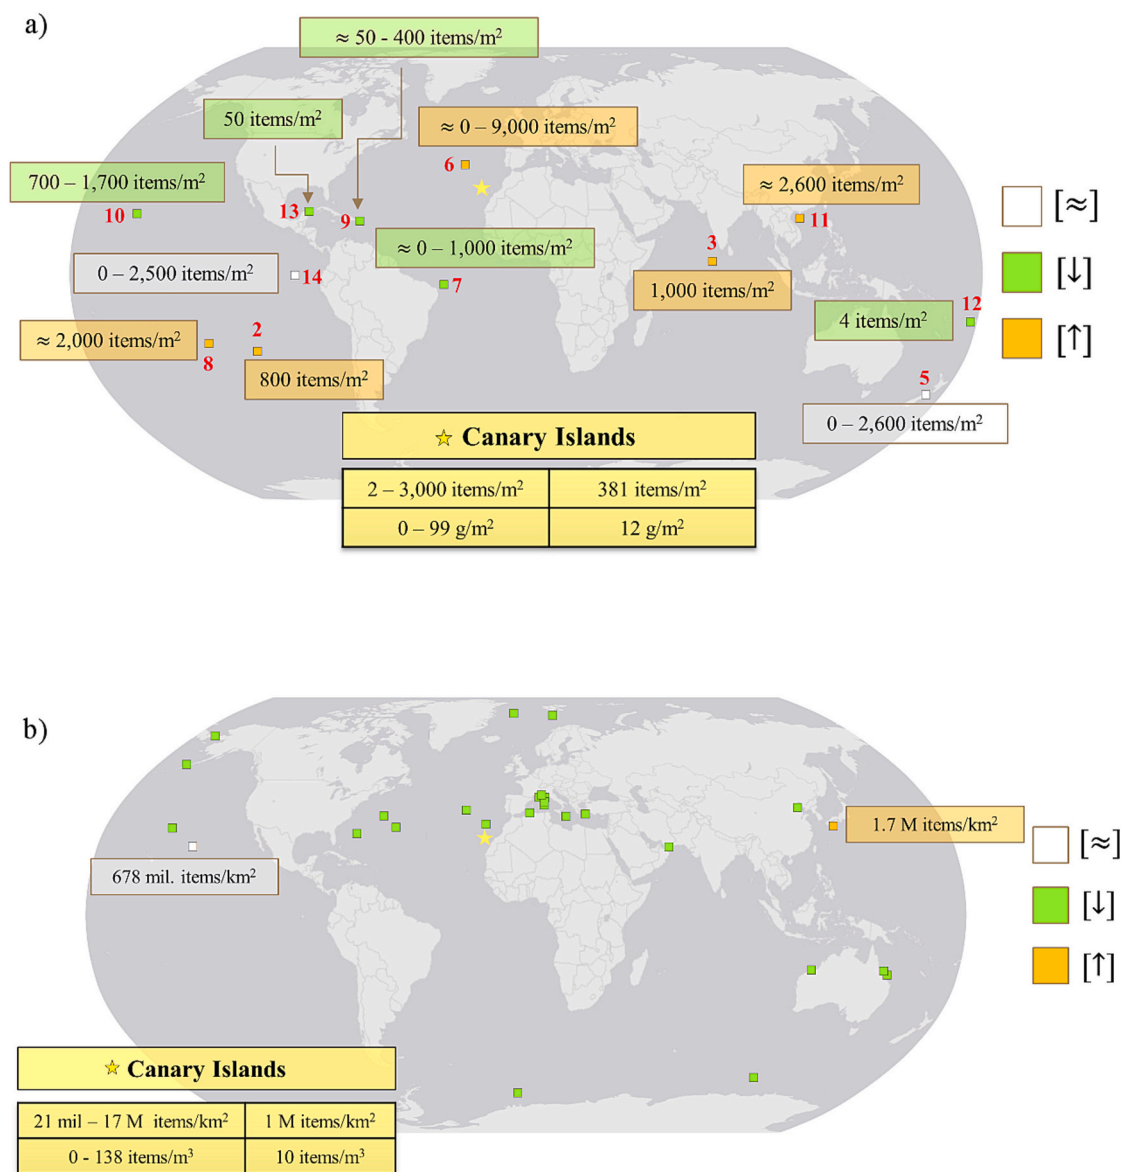 a)
≈ 50 - 400 items/m²
50 items/m²
≈ 0 – 9,000 items/m²
6
700 – 1,700 items/m²
10
13
9
≈ 2,600 items/m²
11
[≈]
3
≈ 0 – 1,000 items/m²
7
0 – 2,500 items/m²
14
1,000 items/m²
[↓]
12
4 items/m²
≈ 2,000 items/m²
8
2
800 items/m²
[↑]
5
0 – 2,600 items/m²
Canary Islands
2 – 3,000 items/m² 381 items/m²
0 – 99 g/m² 12 g/m²
b)
1.7 M items/km²
[≈]
678 mil. items/km²
[↓]
[↑]
Canary Islands
21 mil – 17 M items/km² 1 M items/km²
0 - 138 items/m³ 10 items/m³